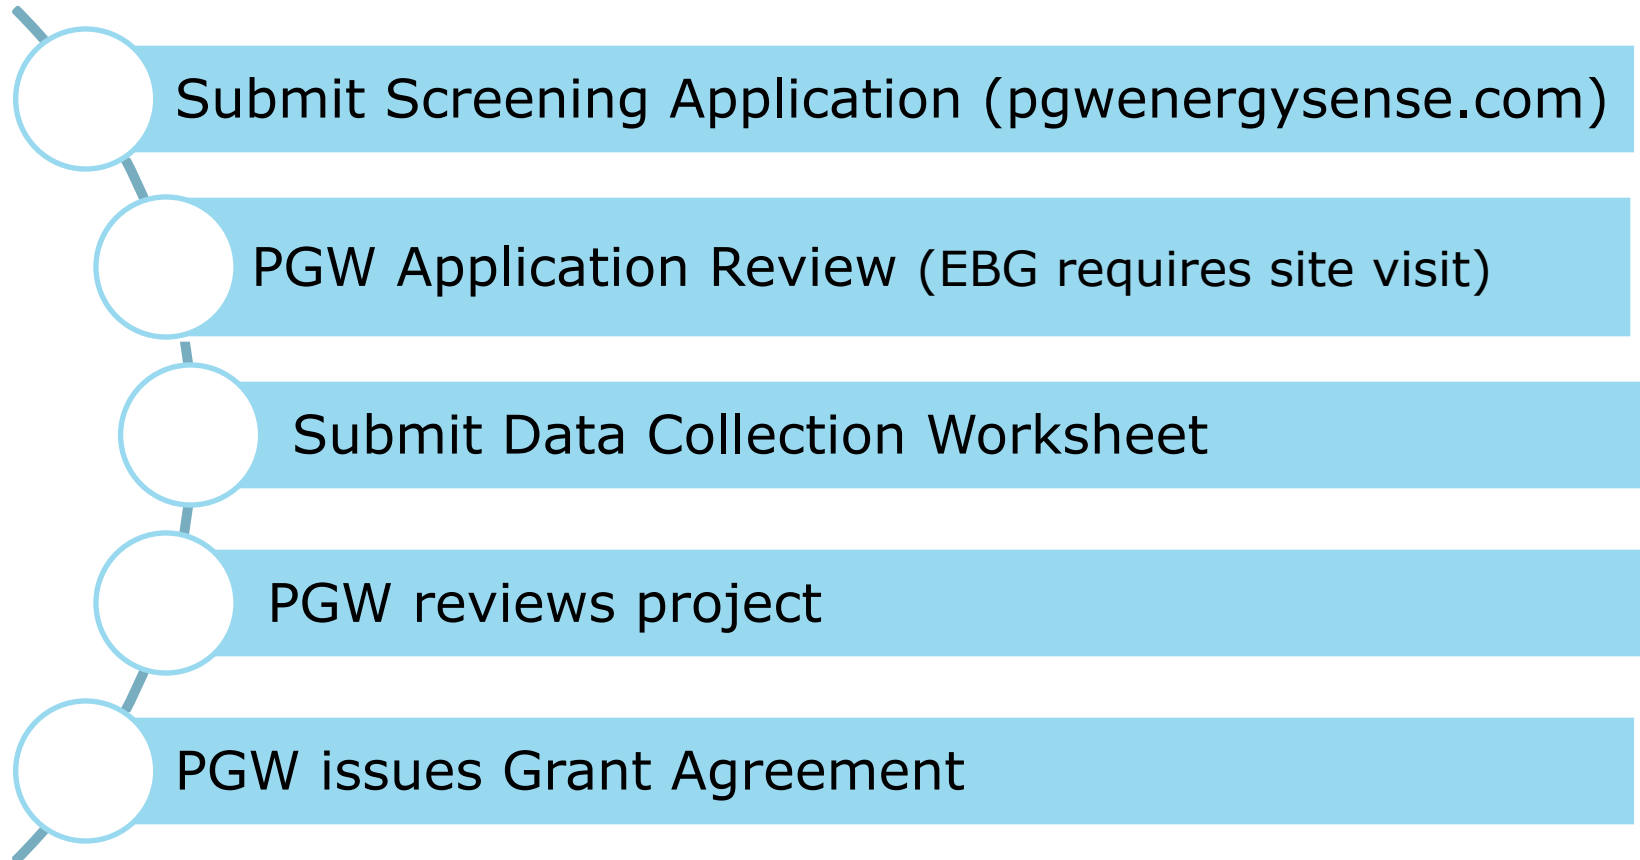 Submit Screening Application (pgwenergysense.com)
PGW Application Review (EBG requires site visit)
Submit Data Collection Worksheet
PGW reviews project
PGW issues Grant Agreement